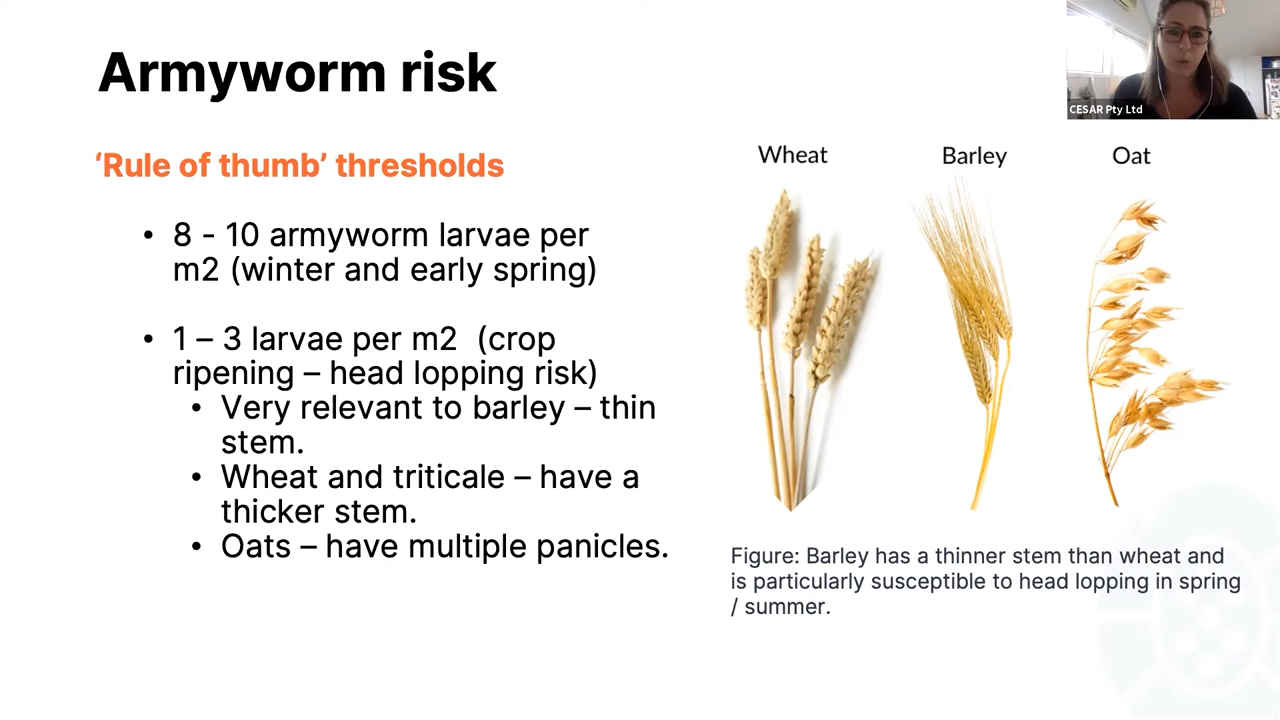 Armyworm risk
CESAR Pty Ltd
‘Rule of thumb’ thresholds
• 8 - 10 armyworm larvae per
m2 (winter and early spring)
• 1 – 3 larvae per m2  (crop
ripening – head lopping risk)
• Very relevant to barley – thin
stem.
• Wheat and triticale – have a
thicker stem.
• Oats – have multiple panicles.
Wheat
Barley
Oat
Figure: Barley has a thinner stem than wheat and
is particularly susceptible to head lopping in spring
/ summer.